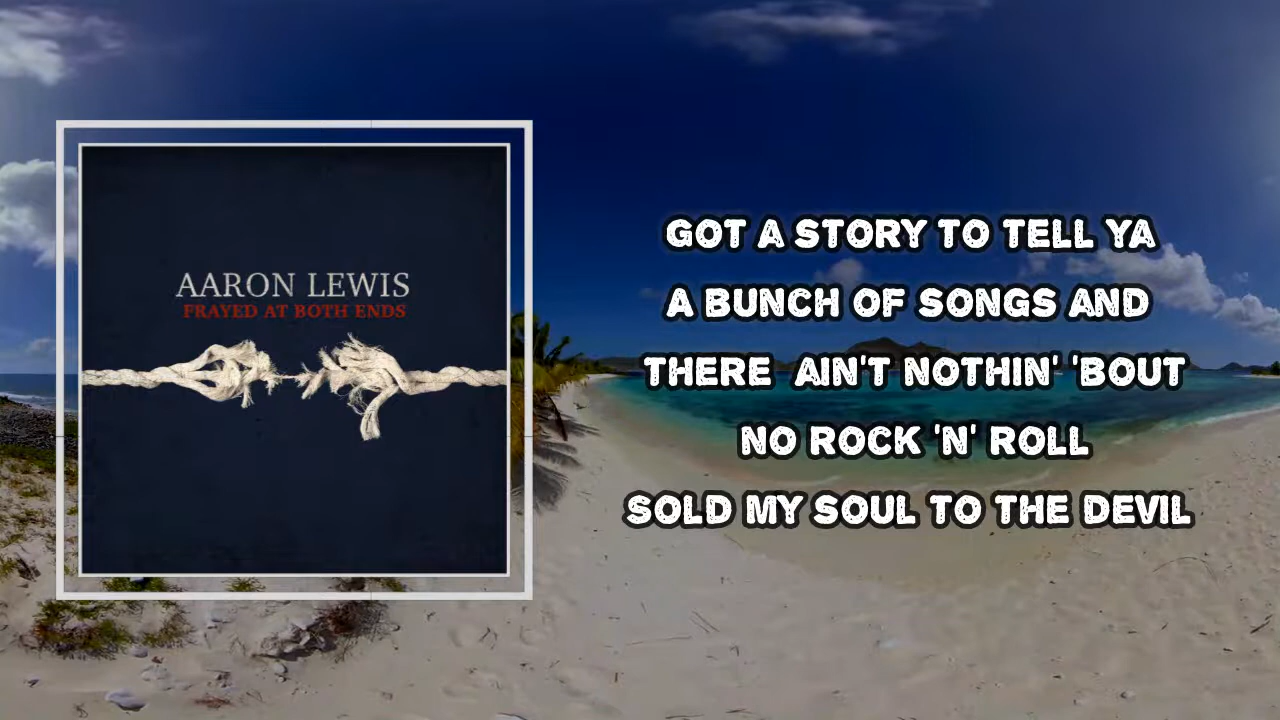 AARON LEWIS
FRAYED AT BOTH ENDS
GOT A STORY TO TELL YA
A BUNCH OF SONGS AND
THERE  AIN'T NOTHIN' 'BOUT
NO ROCK 'N' ROLL
SOLD MY SOUL TO THE DEVIL